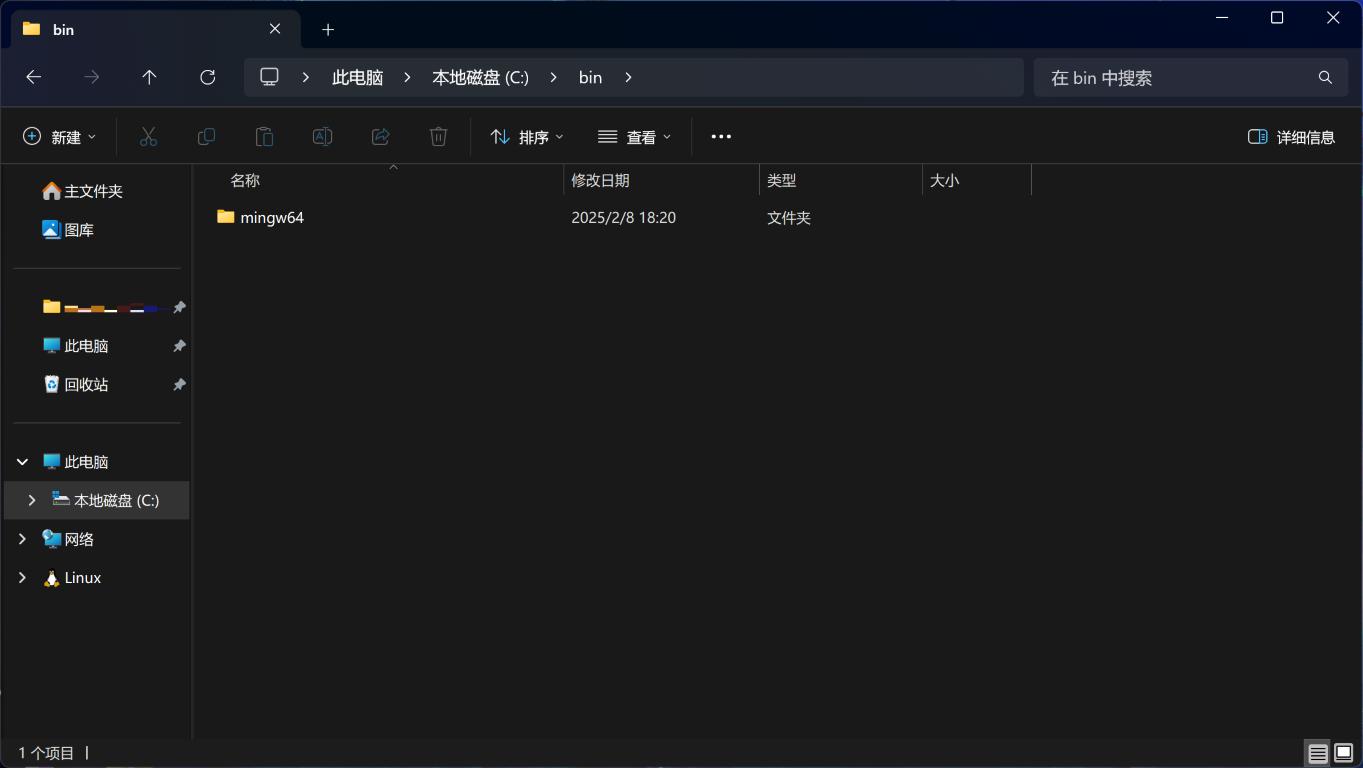 bin
此电脑 本地磁盘 (C:) bin
在 bin 中搜索
新建 排序 查看 详细信息
名称 修改日期 类型 大小
mingw64 2025/2/8 18:20 文件夹
主文件夹
图库
此电脑
回收站
此电脑
本地磁盘 (C:)
网络
Linux
1 个项目